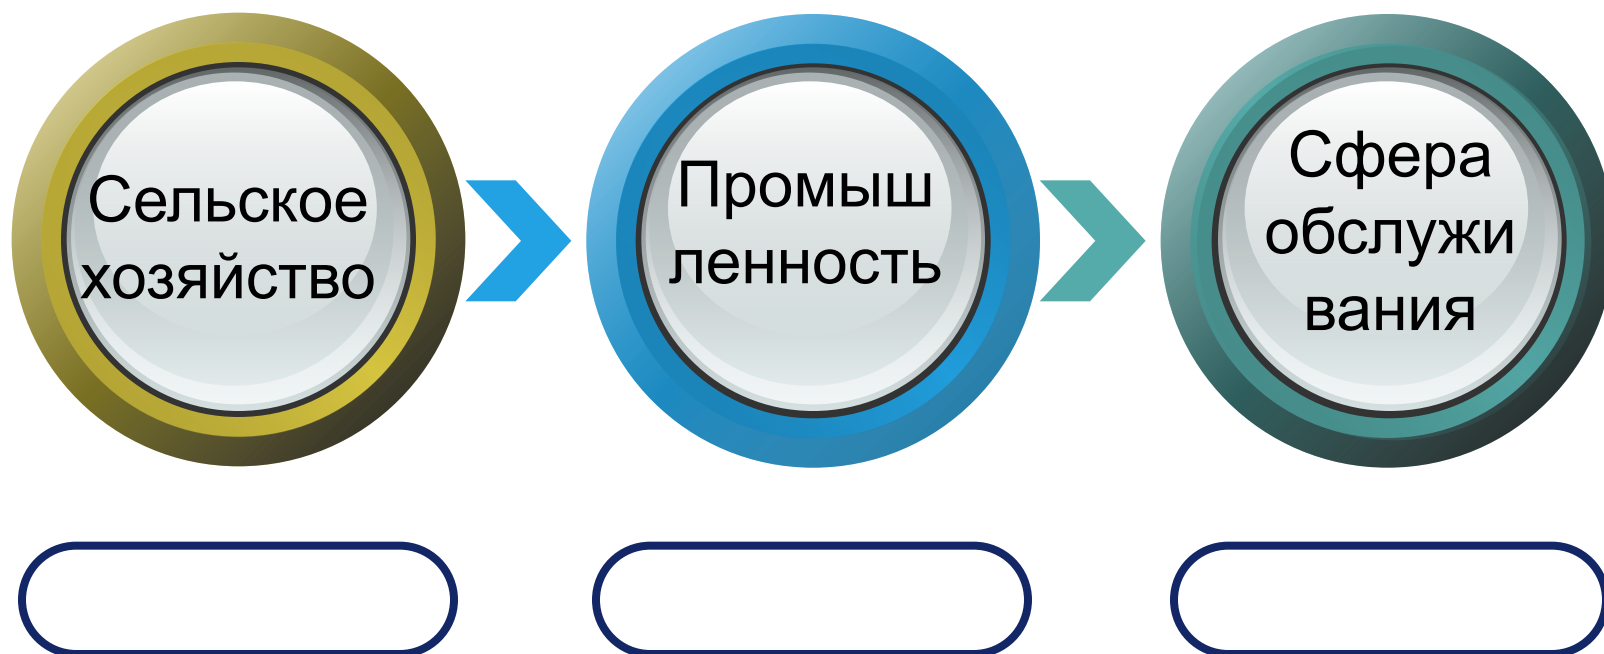 Сельское
хозяйство
Промыш
ленность
Сфера
обслужи
вания